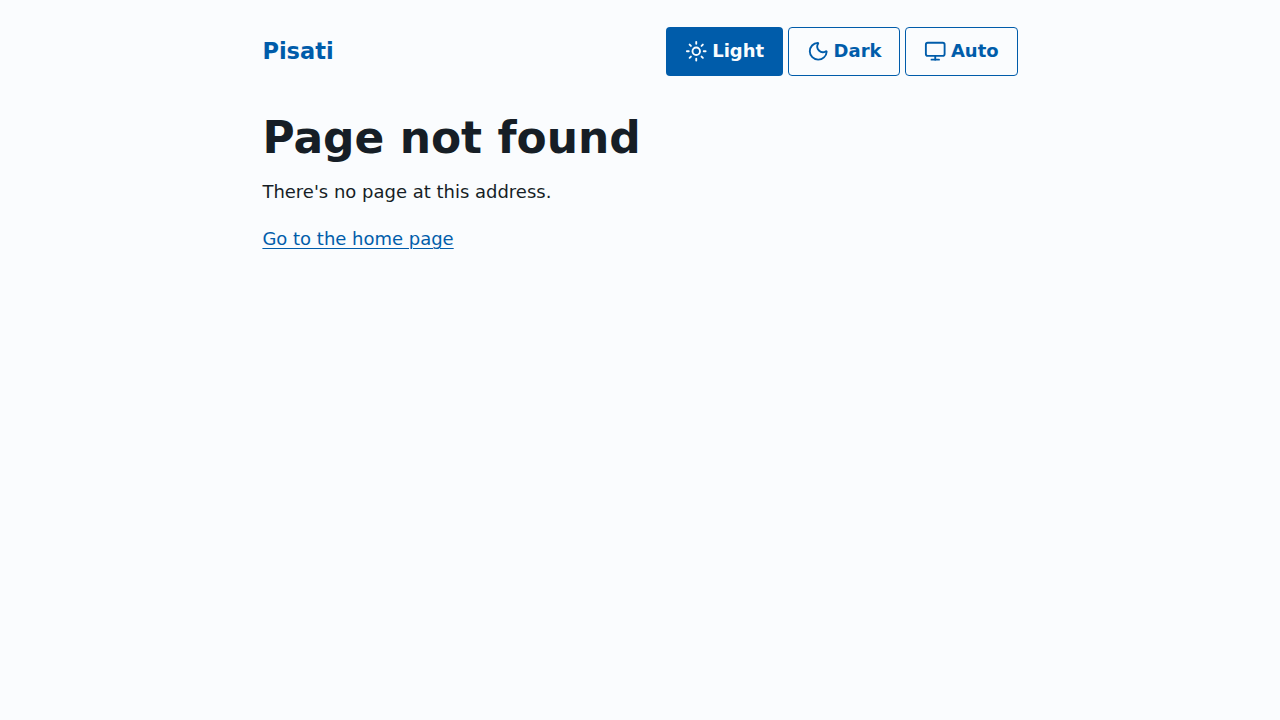 Pisati
Light
Dark
Auto
Page not found
There's no page at this address.
Go to the home page